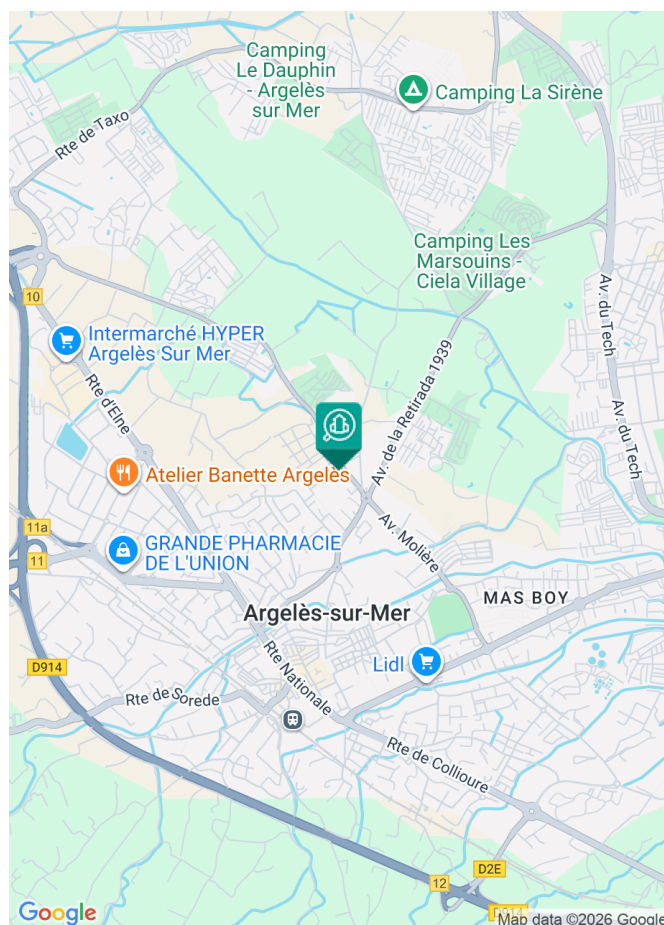 Camping
Le Dauphin
- Argelès
sur Mer
Camping La Sirène
Rte de Taxo
Camping Les
Marsouins -
Ciela Village
Av. du Tech
10
Intermarché HYPER
Argelès Sur Mer
Rte d'Elne
Av. de la Retirada 1939
Av. du Tech
Atelier Banette Argelès
11a
11
GRANDE PHARMACIE
DE L'UNION
Av. Molière
MAS BOY
Argelès-sur-Mer
D914
Lidl
Rte Nationale
Rte de Sorede
Rte de Collioure
D2E
12
D914
Google
Map data ©2026 Google